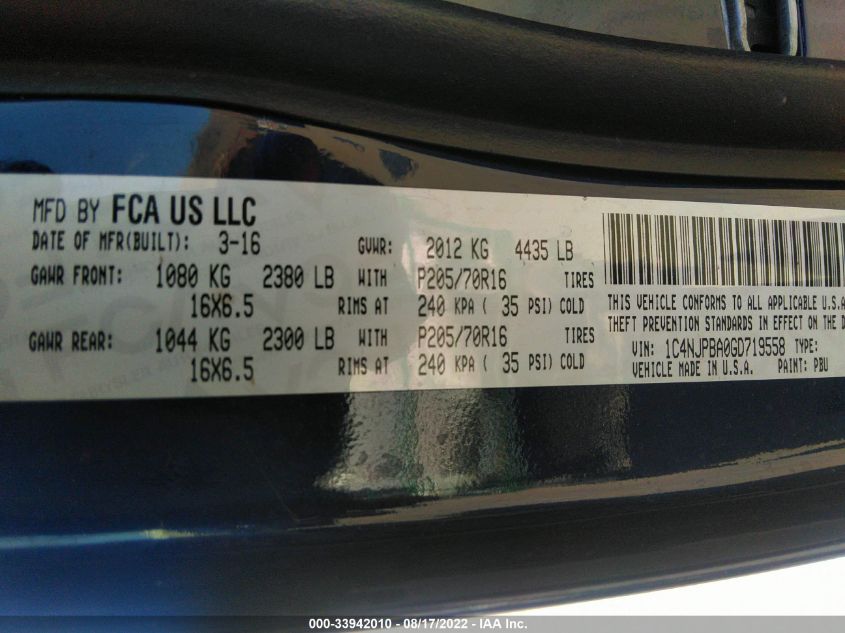 MFD BY FCA US LLC
DATE OF MFR(BUILT): 3-16 GVWR: 2012 KG 4435 LB
GAWR FRONT: 1080 KG 2380 LB WITH P205/70R16 TIRES
16X6.5 RIMS AT 240 KPA ( 35 PSI) COLD
GAWR REAR: 1044 KG 2300 LB WITH P205/70R16 TIRES
16X6.5 RIMS AT 240 KPA ( 35 PSI) COLD
THIS VEHICLE CONFORMS TO ALL APPLICABLE U.S.A
THEFT PREVENTION STANDARDS IN EFFECT ON THE D
VIN: 1C4NJPBA0GD719558 TYPE:
VEHICLE MADE IN U.S.A. PAINT: PBU
000-33942010 - 08/17/2022 - IAA Inc.